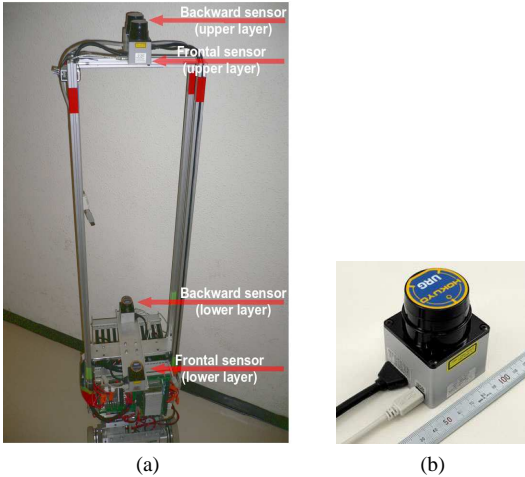 Backward sensor
(upper layer)
Frontal sensor
(upper layer)
Backward sensor
(lower layer)
Frontal sensor
(lower layer)
HOKUYO
URG
50
100
(a)
(b)